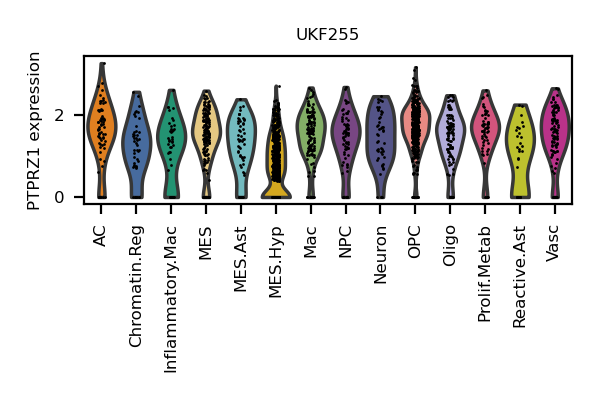 UKF255
PTPRZ1 expression
2
0
AC
Chromatin.Reg
Inflammatory.Mac
MES
MES.Ast
MES.Hyp
Mac
NPC
Neuron
OPC
Oligo
Prolif.Metab
Reactive.Ast
Vasc